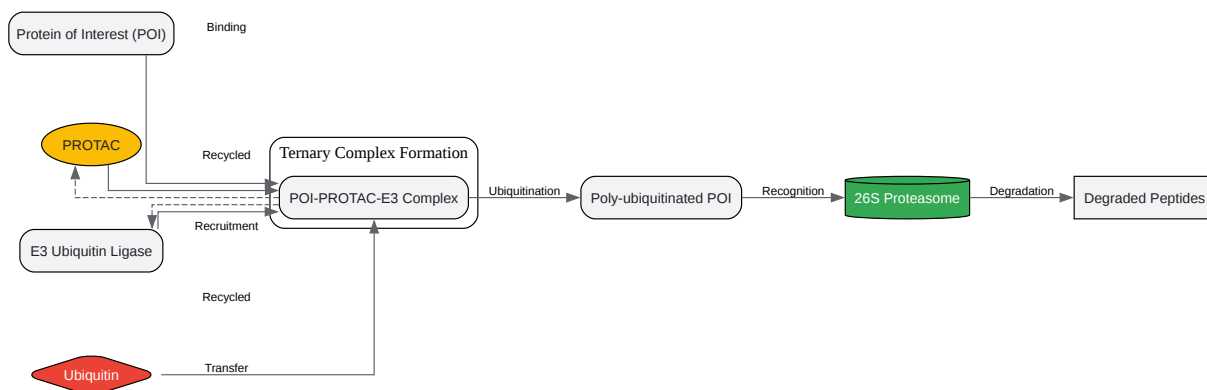 Protein of Interest (POI)
Binding
PROTAC
Recycled
Ternary Complex Formation
POI-PROTAC-E3 Complex
Ubiquitination
Poly-ubiquitinated POI
Recognition
26S Proteasome
Degradation
Degraded Peptides
Recruitment
E3 Ubiquitin Ligase
Recycled
Ubiquitin
Transfer